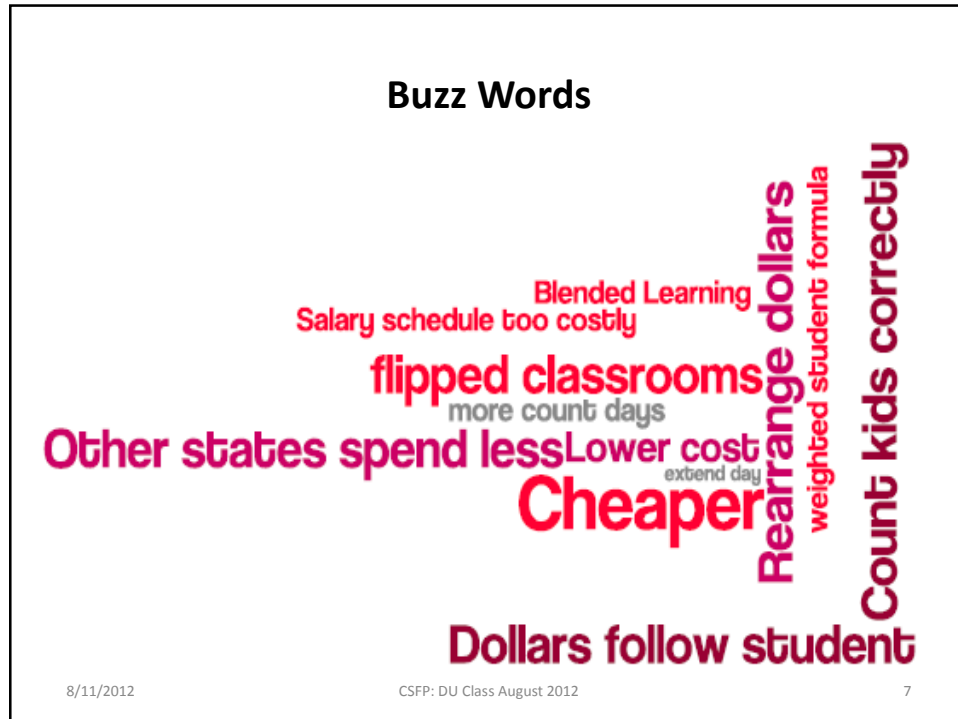 Buzz Words
Blended Learning
Salary schedule too costly
flipped classrooms
more count days
Other states spend less
Lower cost
extend day
Cheaper
Rearrange dollars
weighted student formula
Count kids correctly
Dollars follow student
8/11/2012
CSFP: DU Class August 2012
7